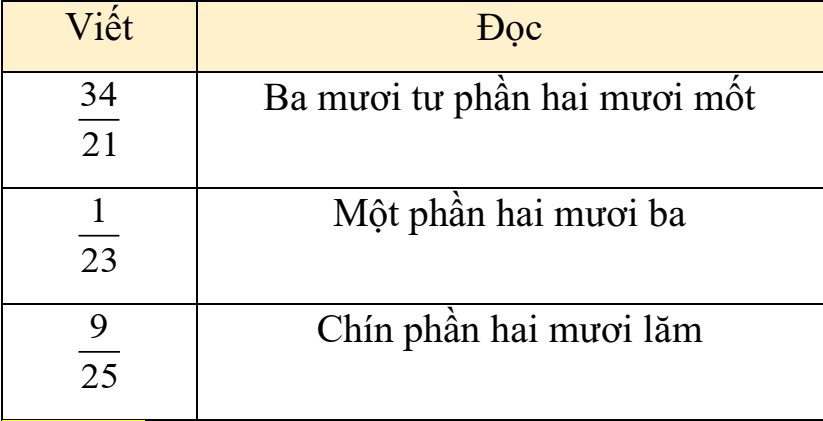 Viết Đọc
34/21 Ba mươi tư phần hai mươi mốt
1/23 Một phần hai mươi ba
9/25 Chín phần hai mươi lăm